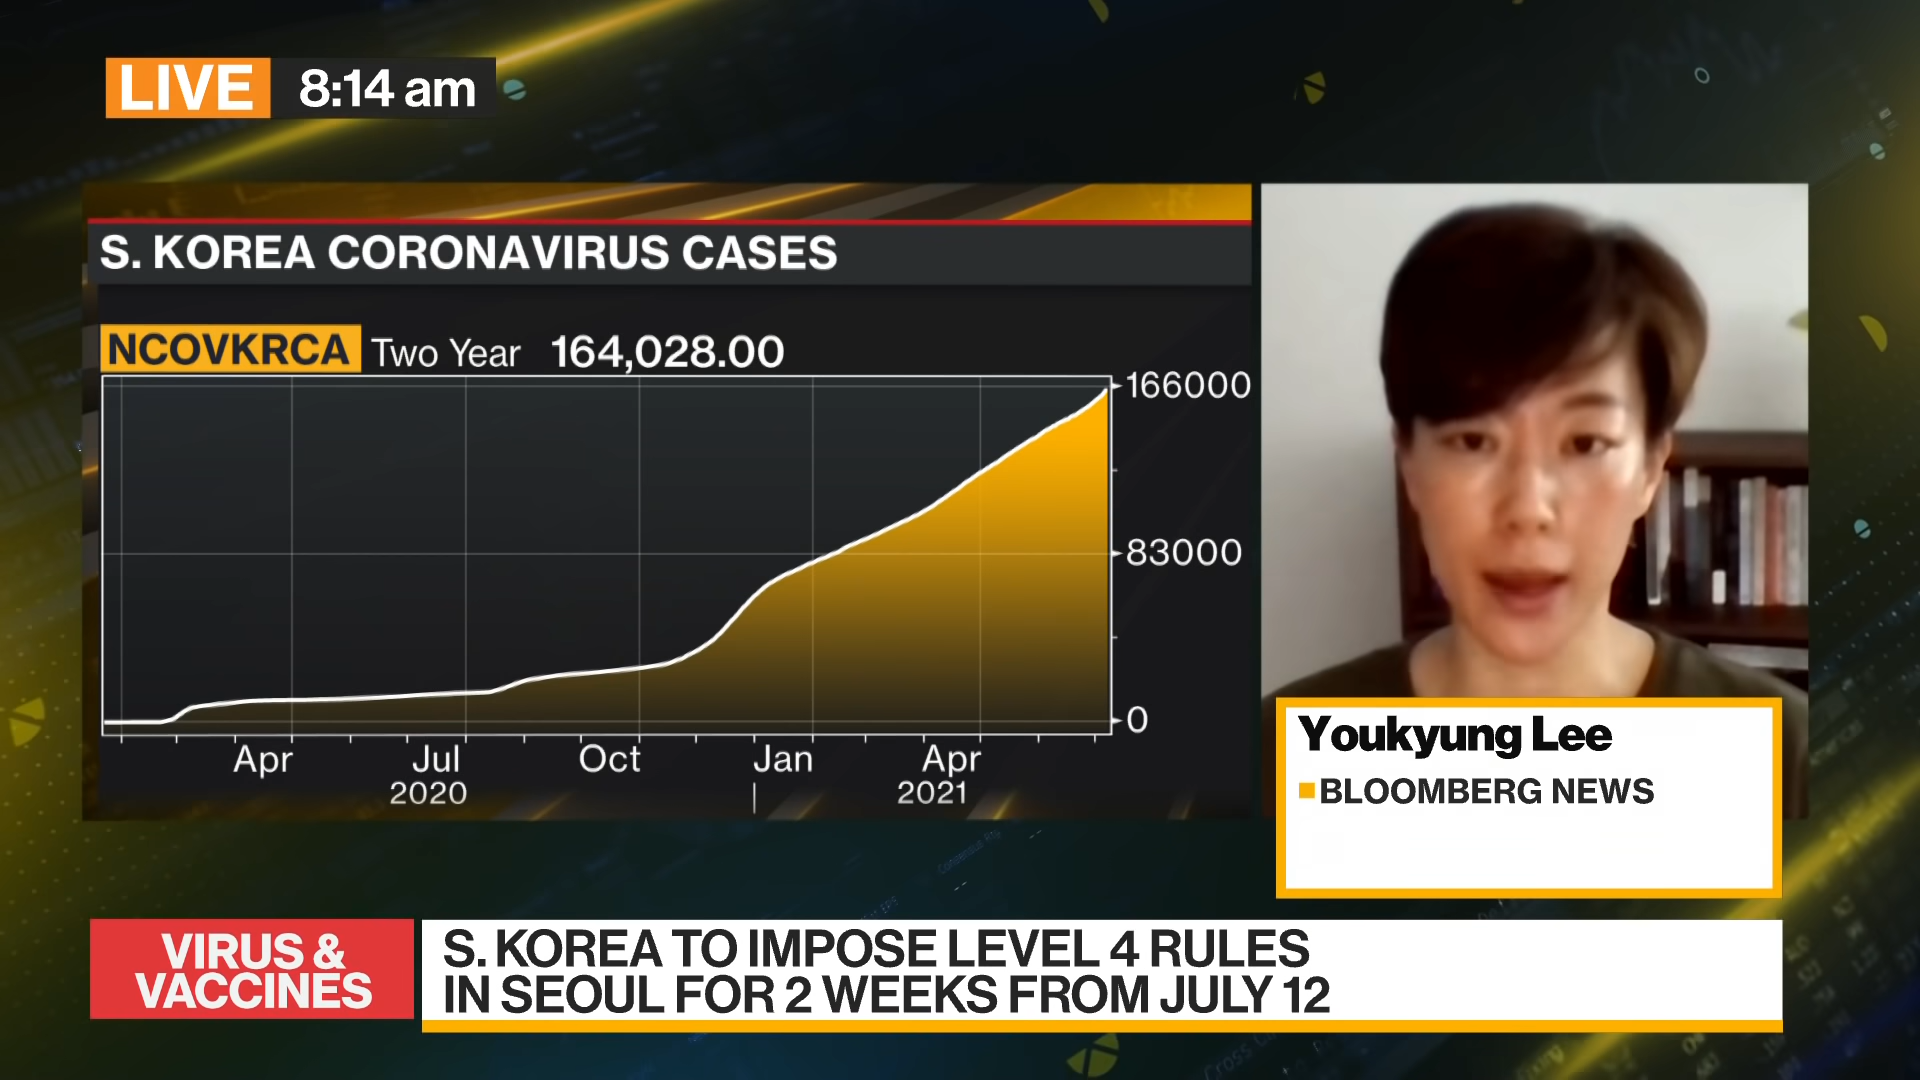 LIVE 8:14 am
S. KOREA CORONAVIRUS CASES
NCOVKRCA Two Year 164,028.00
166000
83000
0
Apr Jul Oct Jan Apr
2020 2021
Youkyung Lee
BLOOMBERG NEWS
VIRUS &
VACCINES
S. KOREA TO IMPOSE LEVEL 4 RULES
IN SEOUL FOR 2 WEEKS FROM JULY 12